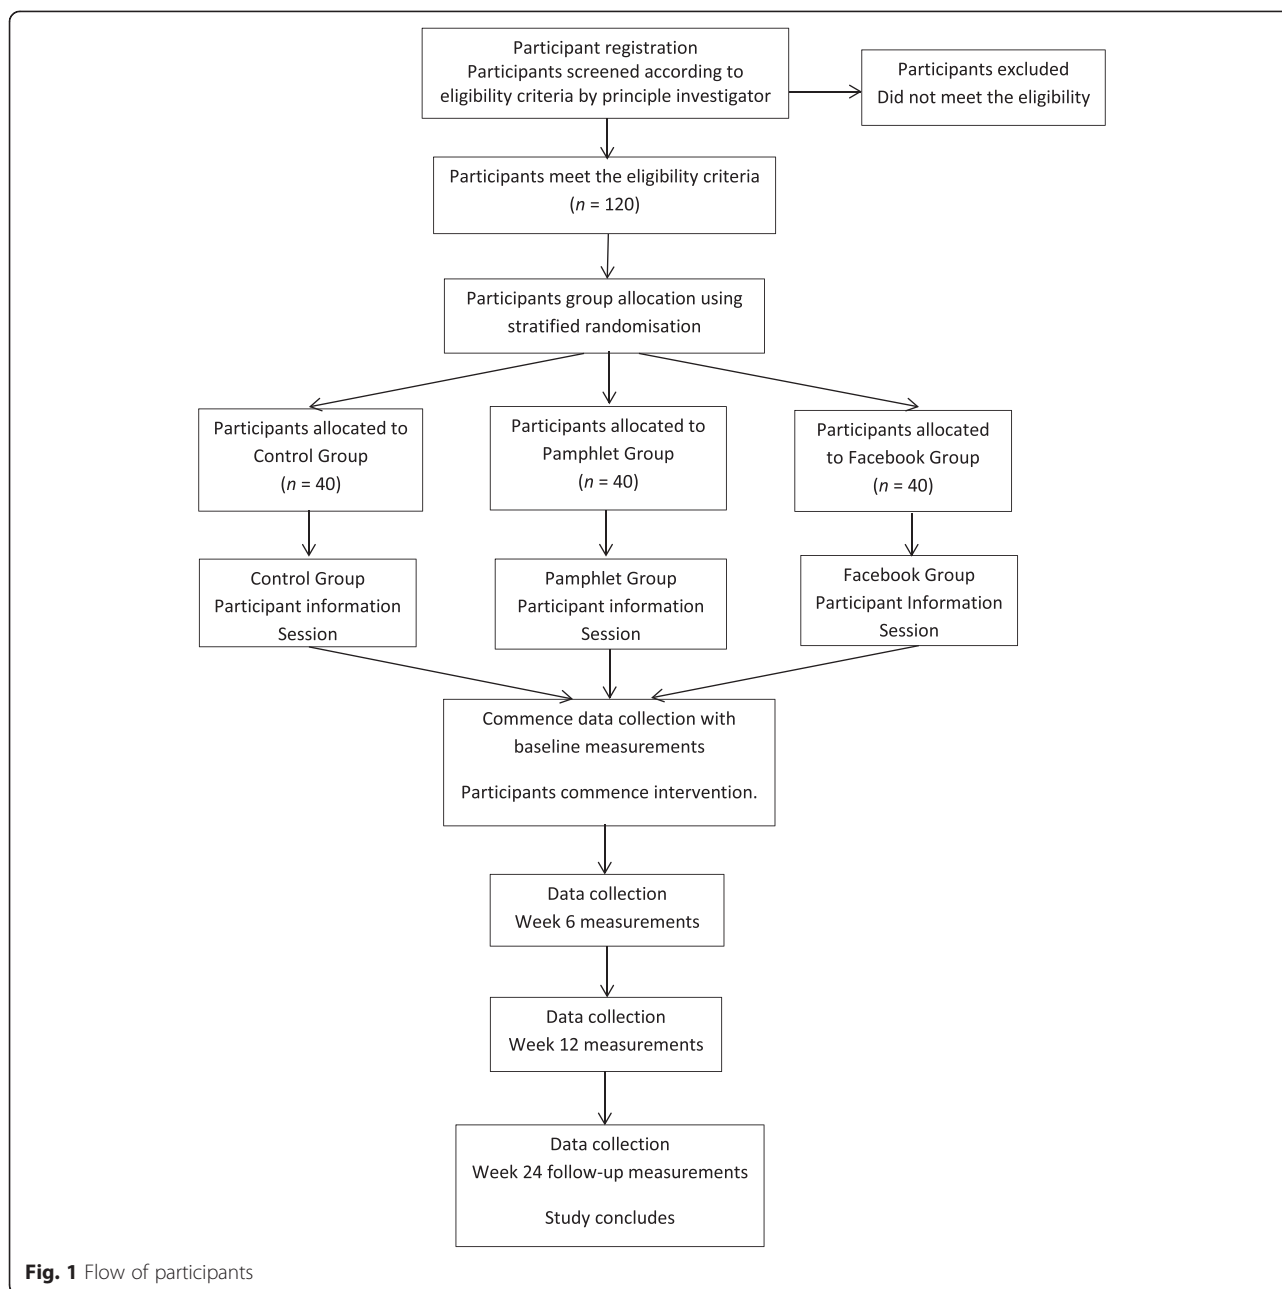 Participant registration
Participants screened according to
eligibility criteria by principle investigator
Participants excluded
Did not meet the eligibility
Participants meet the eligibility criteria
(n = 120)
Participants group allocation using
stratified randomisation
Participants allocated to
Control Group
(n = 40)
Participants allocated to
Pamphlet Group
(n = 40)
Participants allocated
to Facebook Group
(n = 40)
Control Group
Participant information
Session
Pamphlet Group
Participant information
Session
Facebook Group
Participant Information
Session
Commence data collection with
baseline measurements
Participants commence intervention.
Data collection
Week 6 measurements
Data collection
Week 12 measurements
Data collection
Week 24 follow-up measurements
Study concludes
Fig. 1 Flow of participants